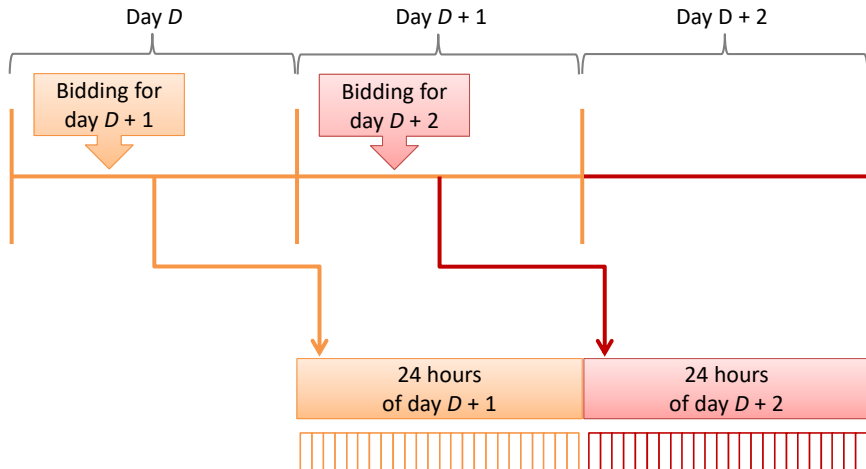 Day D
Day D + 1
Day D + 2
Bidding for
day D + 1
Bidding for
day D + 2
24 hours
of day D + 1
24 hours
of day D + 2